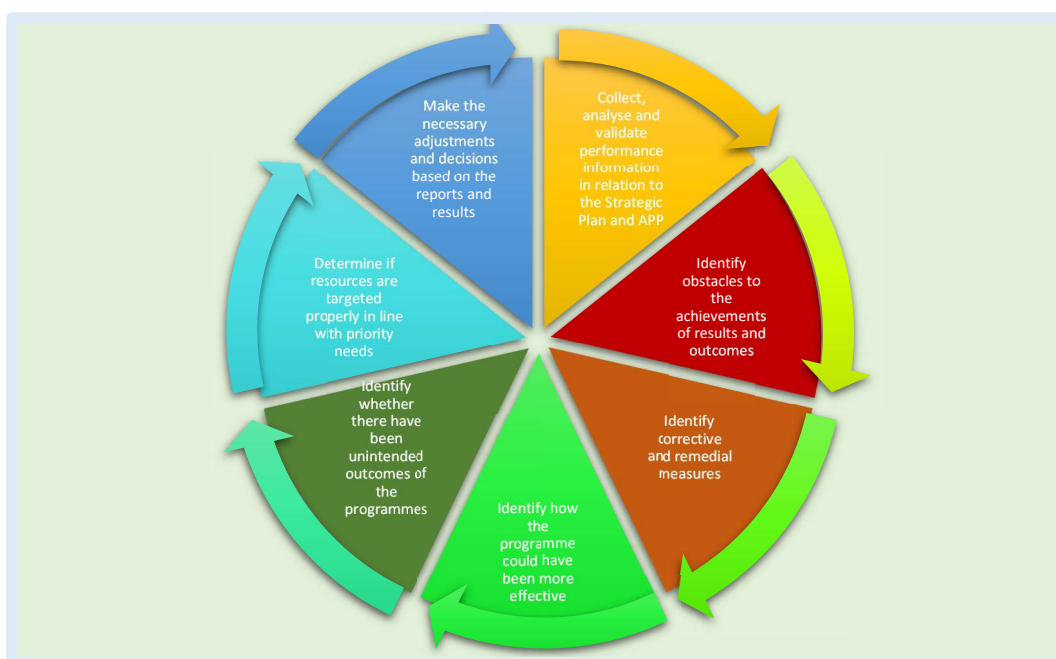 Collect,
analyse and
validate
performance
information
in relation to
the Strategic
Plan and APP
Identify
obstacles to
the
achievements
of results and
outcomes
Identify
corrective
and remedial
measures
Identify how
the
programme
could have
been more
effective
Identify
whether
there have
been
unintended
outcomes of
the
programmes
Determine if
resources are
targeted
properly in line
with priority
needs
Make the
necessary
adjustments
and decisions
based on the
reports and
results